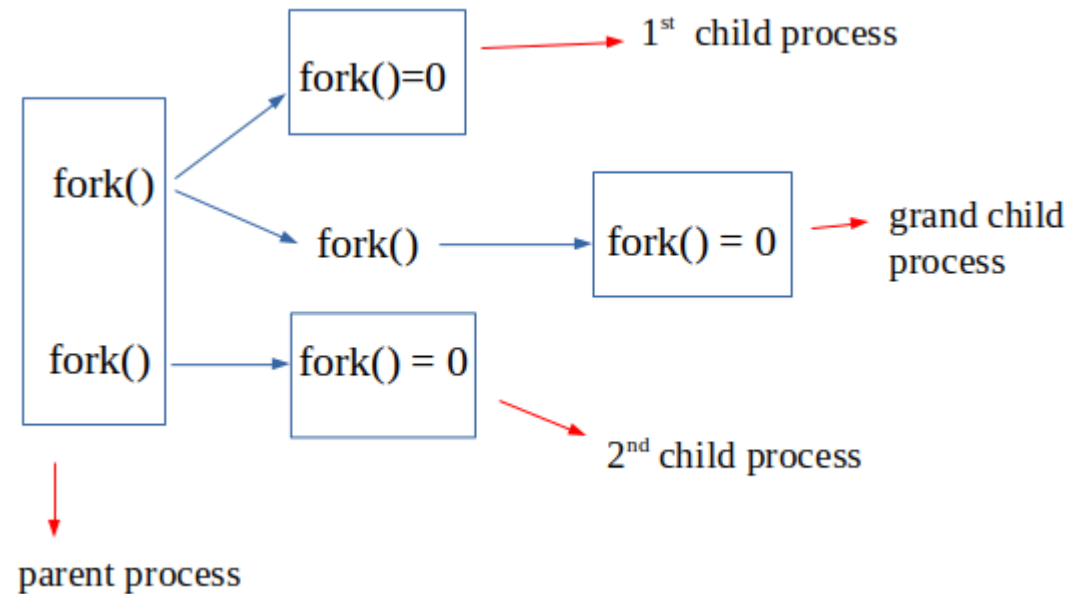 fork()=0
1st child process
fork()
fork()
fork() = 0
grand child
process
fork()
fork() = 0
2nd child process
parent process